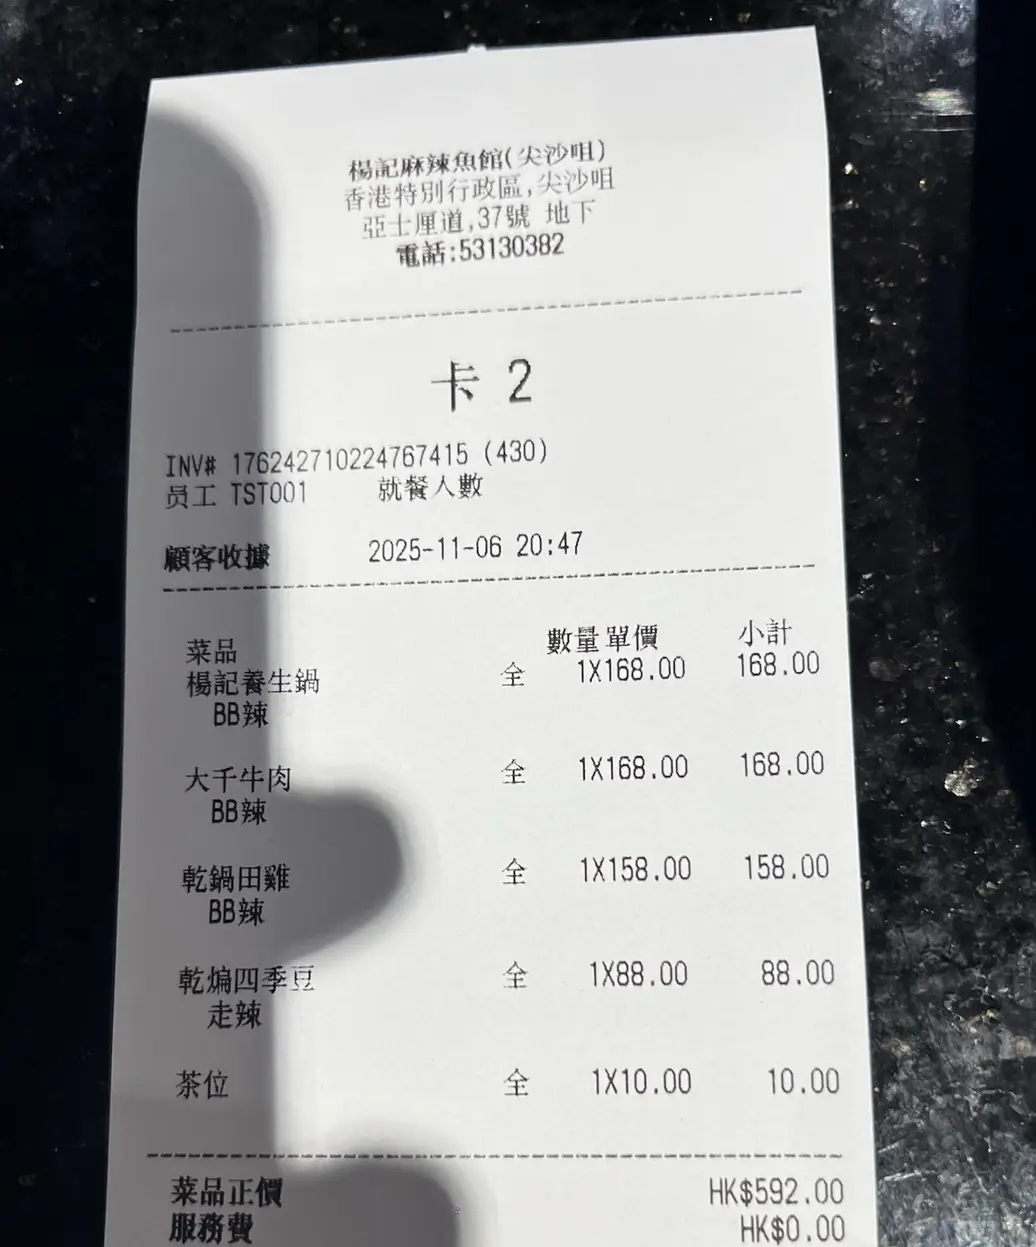 楊記麻辣魚館(尖沙咀)
香港特別行政區,尖沙咀
亞士厘道,37號 地下
電話:53130382
卡 2
INV# 176242710224767415 (430)
员工 TST001 就餐人數
顧客收據 2025-11-06 20:47
菜品 數量單價 小計
楊記養生鍋 全 1X168.00 168.00
BB辣
大千牛肉 全 1X168.00 168.00
BB辣
乾鍋田雞 全 1X158.00 158.00
BB辣
乾煸四季豆 全 1X88.00 88.00
走辣
茶位 全 1X10.00 10.00
菜品正價 HK$592.00
服務費 HK$0.00